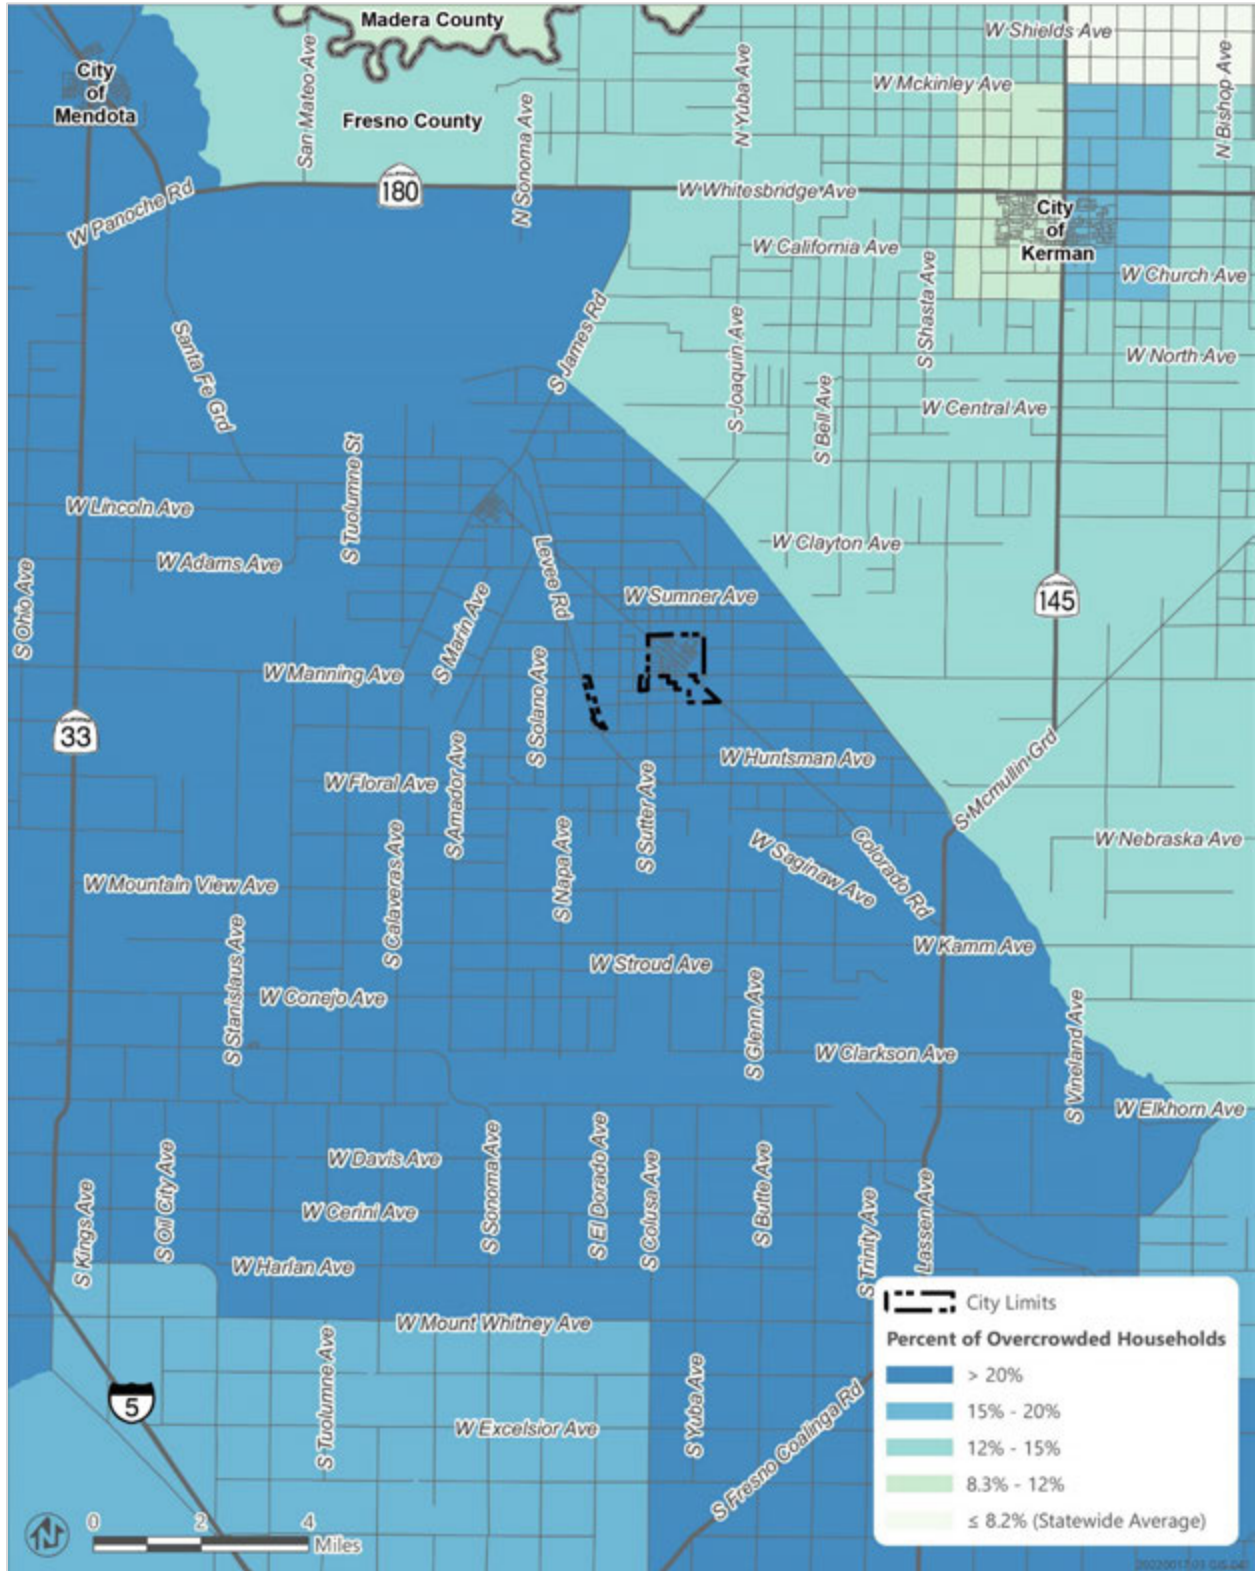 Madera County
W Shields Ave
City
of
Mendota
San Mateo Ave
Fresno County
N Sonoma Ave
N Yuba Ave
W Mckinley Ave
N Bishop Ave
W Panoche Rd
CALIFORNIA
180
W Whitesbridge Ave
City
of
Kerman
W California Ave
S Shasta Ave
W Church Ave
Santa Fe Grd
S James Rd
S Joaquin Ave
W North Ave
S Bell Ave
W Central Ave
S Tuolumne St
W Lincoln Ave
W Adams Ave
Levee Rd
W Clayton Ave
S Ohio Ave
S Marin Ave
W Sumner Ave
CALIFORNIA
145
W Manning Ave
S Solano Ave
CALIFORNIA
33
W Floral Ave
S Amador Ave
S Sutter Ave
W Huntsman Ave
S Mcmullin Grd
S Calaveras Ave
S Napa Ave
W Saginaw Ave
Colorado Rd
W Nebraska Ave
W Mountain View Ave
S Stanislaus Ave
W Stroud Ave
W Kamm Ave
W Conejo Ave
S Glenn Ave
W Clarkson Ave
S Vineland Ave
W Elkhorn Ave
S Kings Ave
S Oil City Ave
W Davis Ave
W Cerini Ave
S Sonoma Ave
S El Dorado Ave
S Colusa Ave
S Butte Ave
S Trinity Ave
Lassen Ave
W Harlan Ave
W Mount Whitney Ave
5
S Tuolumne Ave
W Excelsior Ave
S Yuba Ave
S Fresno Coalinga Rd
City Limits
Percent of Overcrowded Households
> 20%
15% - 20%
12% - 15%
8.3% - 12%
≤ 8.2% (Statewide Average)
N
0 2 4
Miles